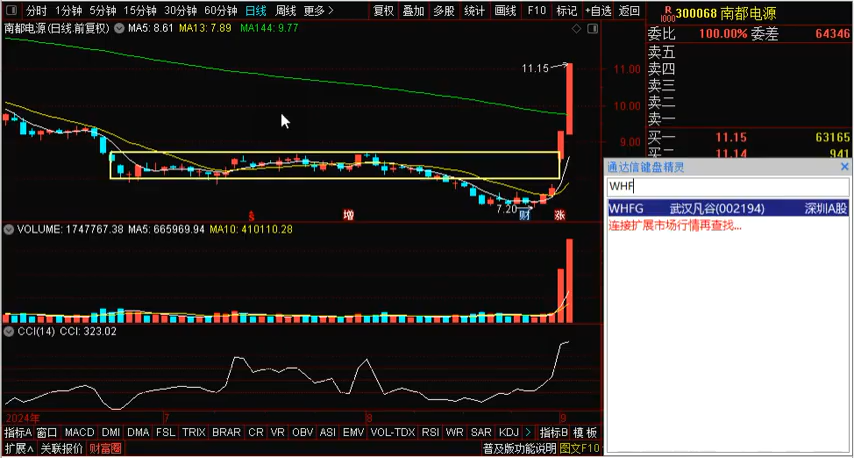 分时 1分钟 5分钟 15分钟 30分钟 60分钟 日线 周线 更多 > 复权 叠加 多股 统计 画线 F10 标记 +自选 返回
R 1000 300068 南都电源
南都电源(日线 前复权) MA5: 8.61 MA13: 7.89 MA144: 9.77
委比 100.00% 委差 64346
卖五
卖四
卖三
卖二
卖一
买一 11.15 63165
买二 11.14 941
11.15
11.00
10.00
9.00
7.20
增
财
涨
通达信键盘精灵
WHF
WHFG 武汉凡谷(002194) 深圳A股
连接扩展市场行情再查找...
VOLUME: 1747767.38 MA5: 665969.94 MA10: 410110.28
CCI(14) CCI: 323.02
2024年 7 8 9
指标A 窗口 MACD DMI DMA FSL TRIX BRAR CR VR OBV ASI EMV VOL-TDX RSI WR SAR KDJ > 指标B 模板
扩展∧ 关联报价 财富圈 普及版功能说明 图文F10